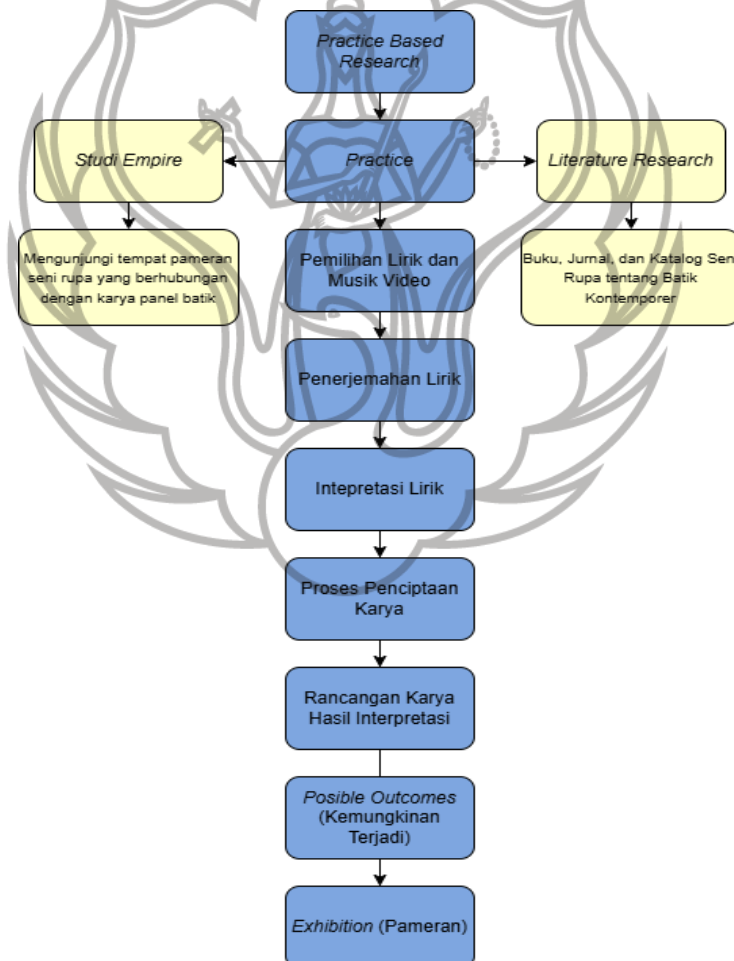 Practice Based
Research
Studi Empire
Practice
Literature Research
Mengunjungi tempat pameran
seni rupa yang berhubungan
dengan karya panel batik
Pemilihan Lirik dan
Musik Video
Buku, Jurnal, dan Katalog Sen
Rupa tentang Batik
Kontemporer
Penerjemahan Lirik
Intepretasi Lirik
Proses Penciptaan
Karya
Rancangan Karya
Hasil Interpretasi
Posible Outcomes
(Kemungkinan
Terjadi)
Exhibition (Pameran)